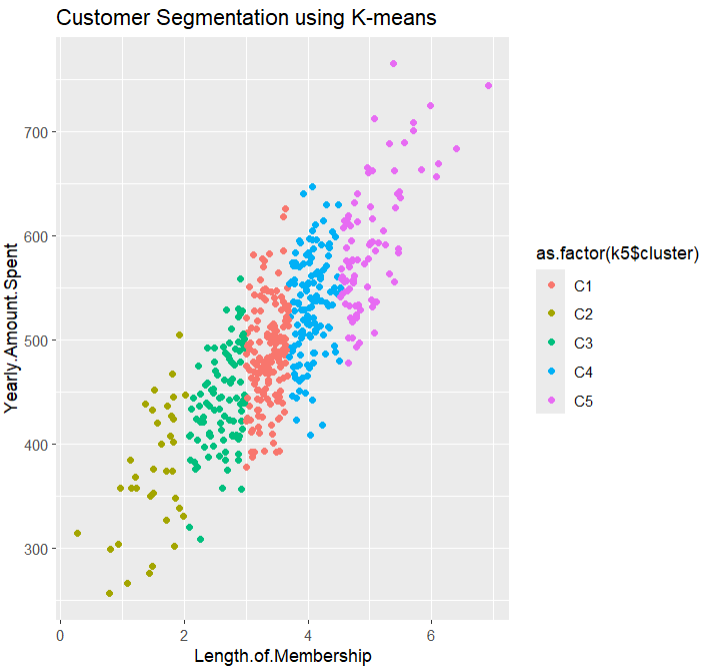 Customer Segmentation using K-means
Yearly.Amount.Spent
700
600
500
400
300
0
2
4
6
Length.of.Membership
as.factor(k5$cluster)
C1
C2
C3
C4
C5